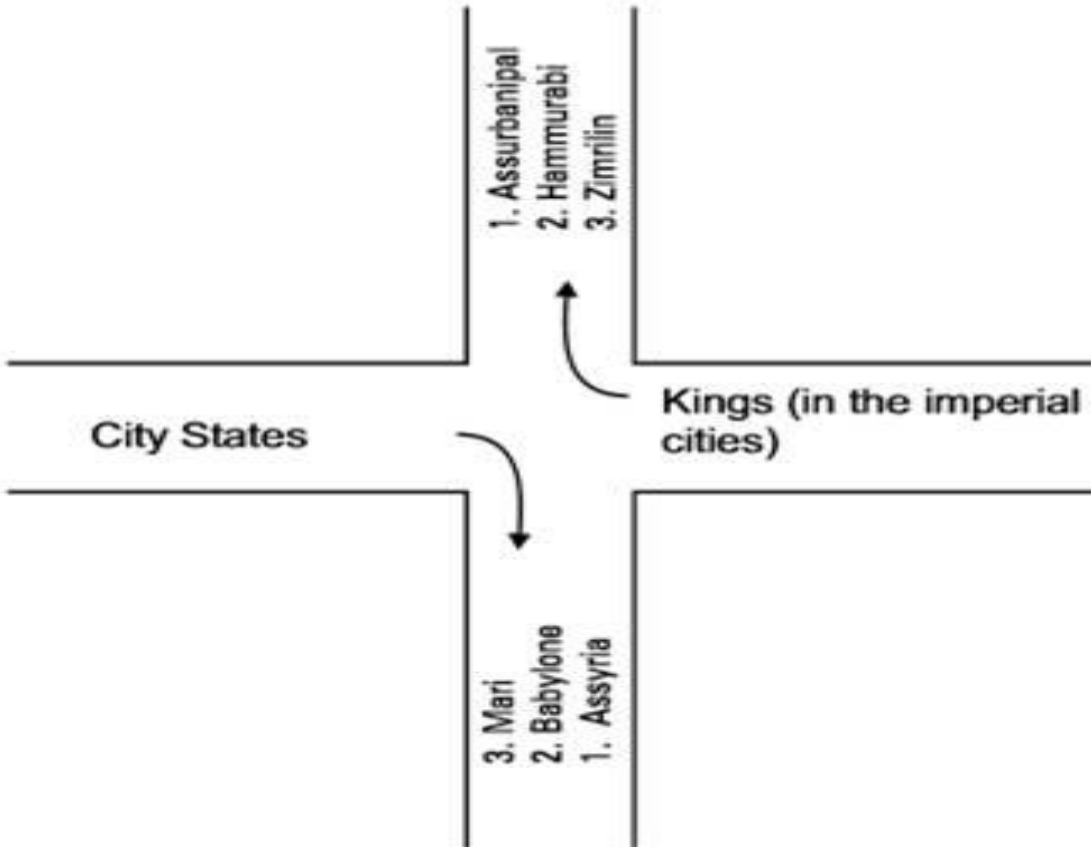 1. Assurbanipal
2. Hammurabi
3. Zimrilin
City States
Kings (in the imperial
cities)
3. Mari
2. Babylone
1. Assyria